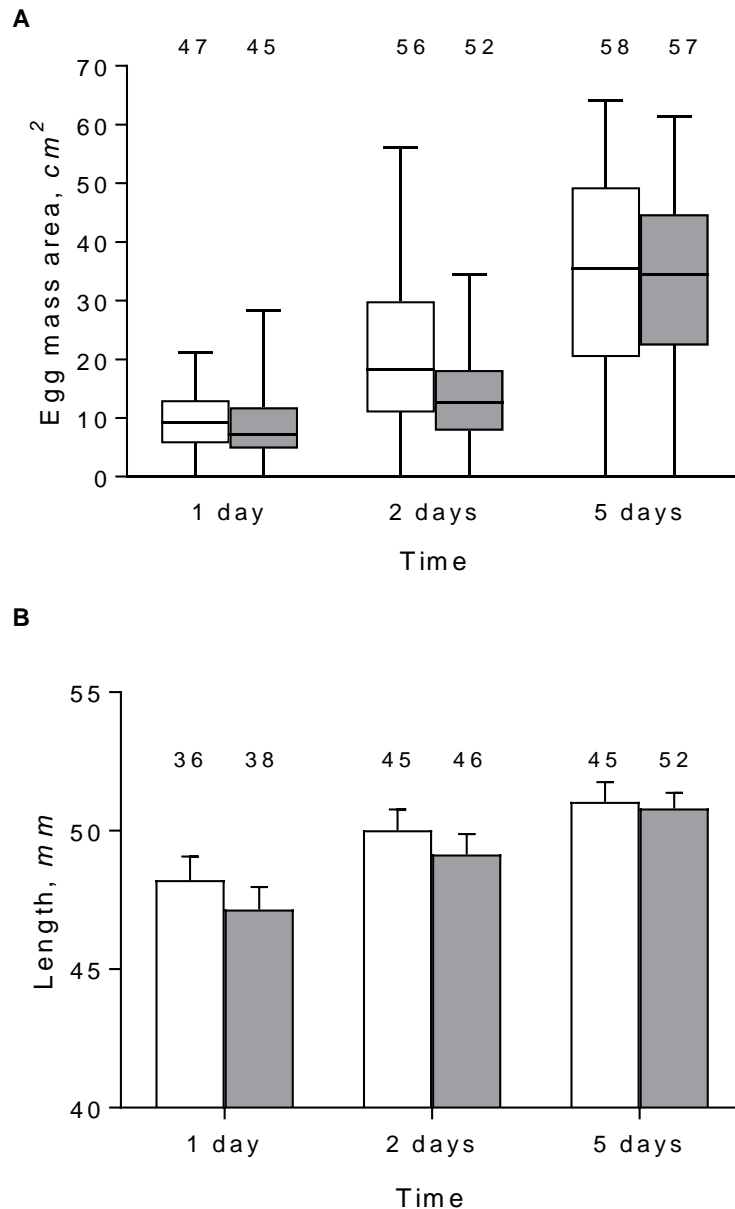 A
47 45 56 52 58 57
70
60
50
40
30
20
10
0
Egg mass area, cm²
1 day 2 days 5 days
Time
B
55
50
45
40
36 38 45 46 45 52
Length, mm
1 day 2 days 5 days
Time